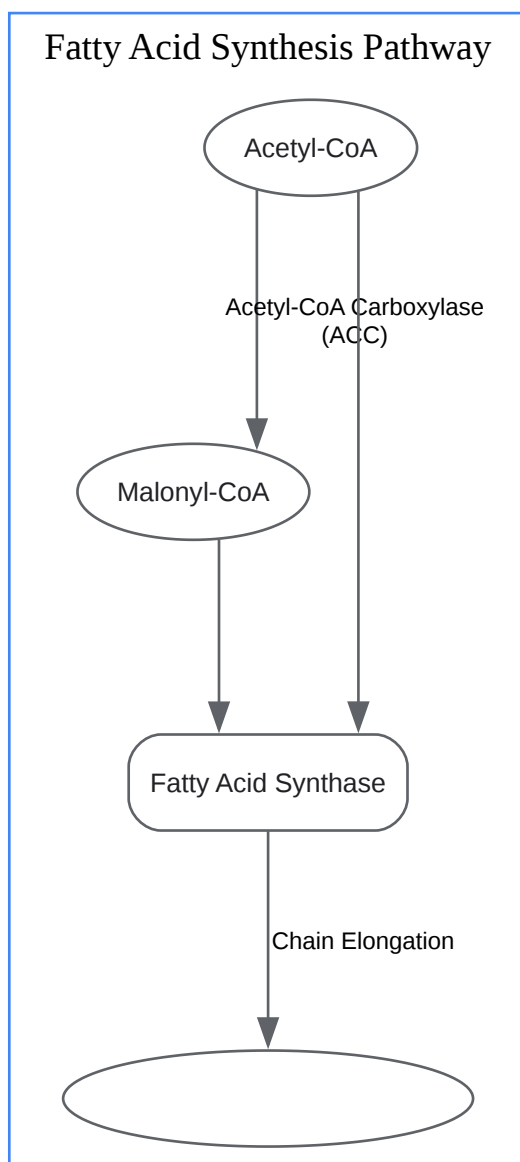 Fatty Acid Synthesis Pathway
Acetyl-CoA
Acetyl-CoA Carboxylase
(ACC)
Malonyl-CoA
Fatty Acid Synthase
Chain Elongation